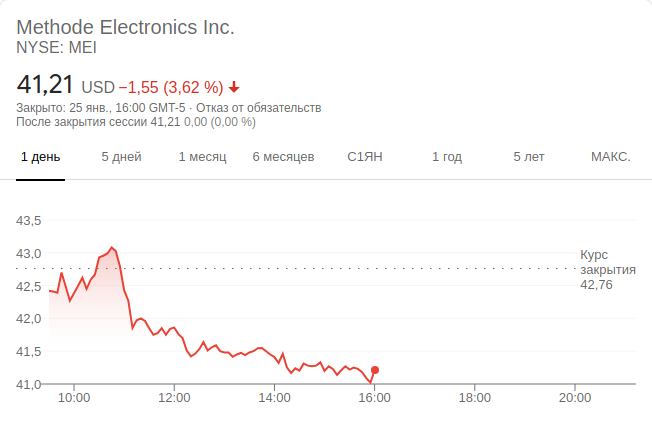 Methode Electronics Inc.
NYSE: MEI
41,21 USD −1,55 (3,62 %)
Закрыто: 25 янв., 16:00 GMT-5 · Отказ от обязательств
После закрытия сессии 41,21 0,00 (0,00 %)
1 день 5 дней 1 месяц 6 месяцев С1ЯН 1 год 5 лет МАКС.
43,5
43,0
42,5
42,0
41,5
41,0
Курс
закрытия
42,76
10:00 12:00 14:00 16:00 18:00 20:00